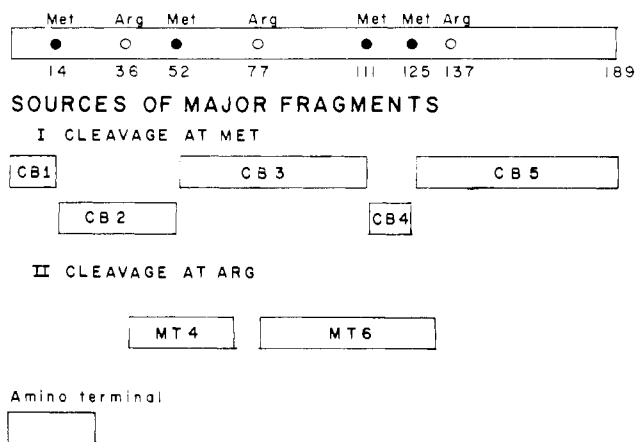 Met Arg Met Arg Met Met Arg
14 36 52 77 111 125 137 189
SOURCES OF MAJOR FRAGMENTS
I CLEAVAGE AT MET
CB1 CB3 CB5
CB2 CB4
II CLEAVAGE AT ARG
MT4 MT6
Amino terminal